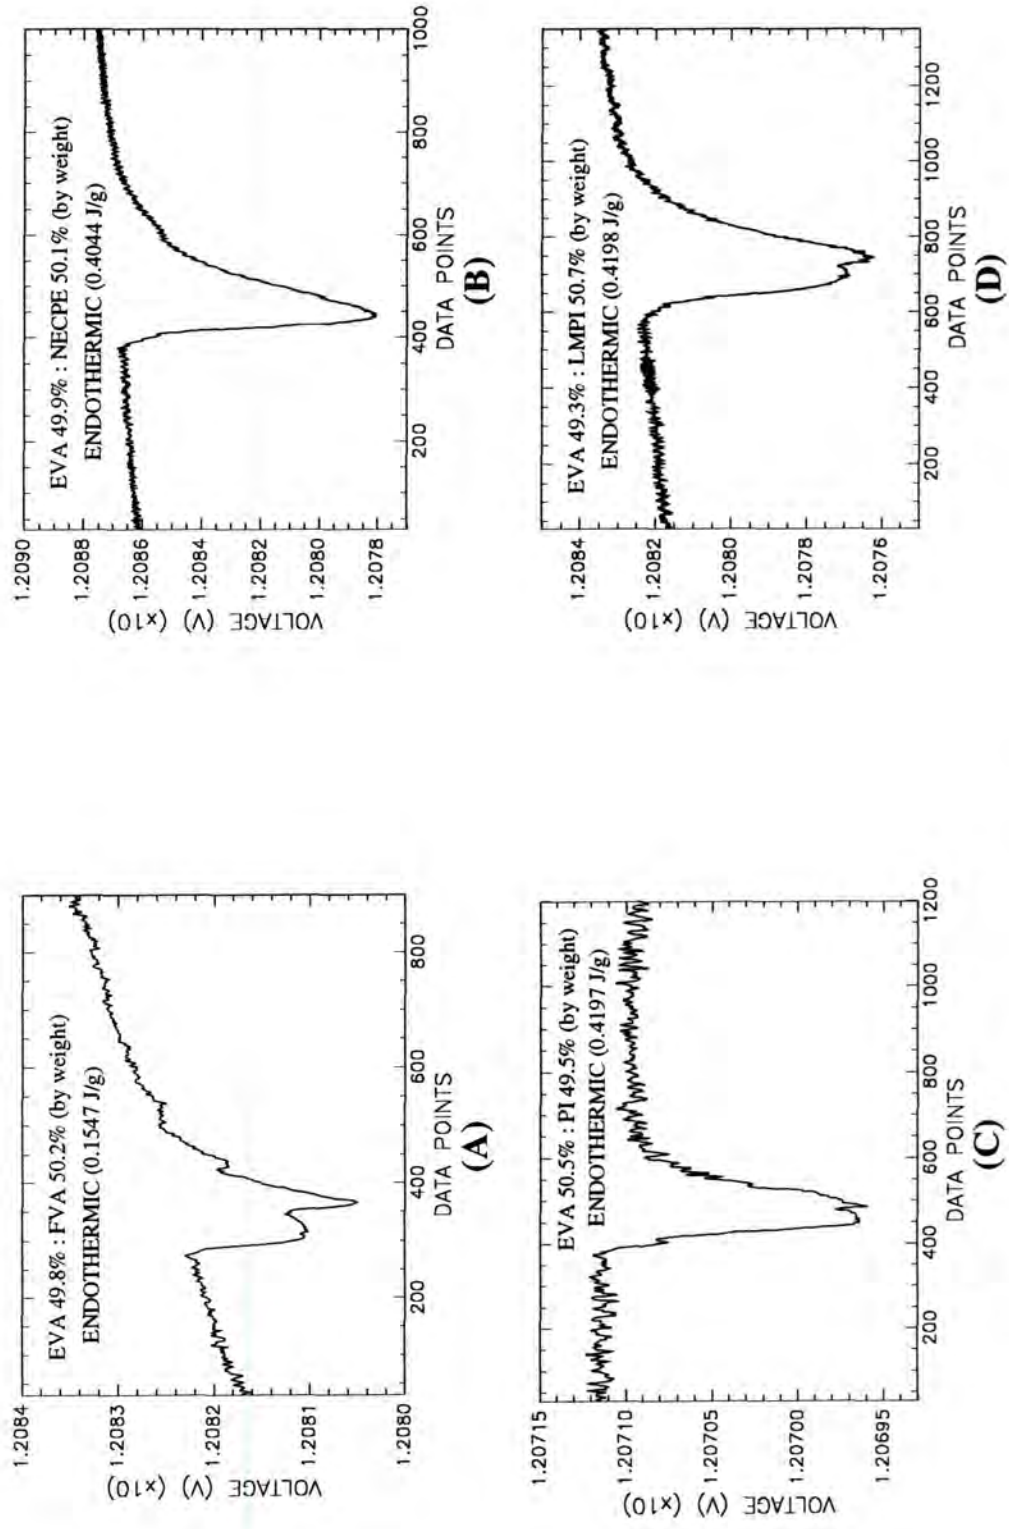 EVA 49.8% : FVA 50.2% (by weight)
ENDOTHERMIC (0.1547 J/g)
VOLTAGE (V) (×10)
1.2084
1.2083
1.2082
1.2081
1.2080
200
400
600
800
DATA POINTS
(A)
EVA 49.9% : NECPE 50.1% (by weight)
ENDOTHERMIC (0.4044 J/g)
VOLTAGE (V) (×10)
1.2090
1.2088
1.2086
1.2084
1.2082
1.2080
1.2078
200
400
600
800
1000
DATA POINTS
(B)
EVA 50.5% : PI 49.5% (by weight)
ENDOTHERMIC (0.4197 J/g)
VOLTAGE (V) (×10)
1.20715
1.20710
1.20705
1.20700
1.20695
200
400
600
800
1000
1200
DATA POINTS
(C)
EVA 49.3% : LMPI 50.7% (by weight)
ENDOTHERMIC (0.4198 J/g)
VOLTAGE (V) (×10)
1.2084
1.2082
1.2080
1.2078
1.2076
200
400
600
800
1000
1200
DATA POINTS
(D)